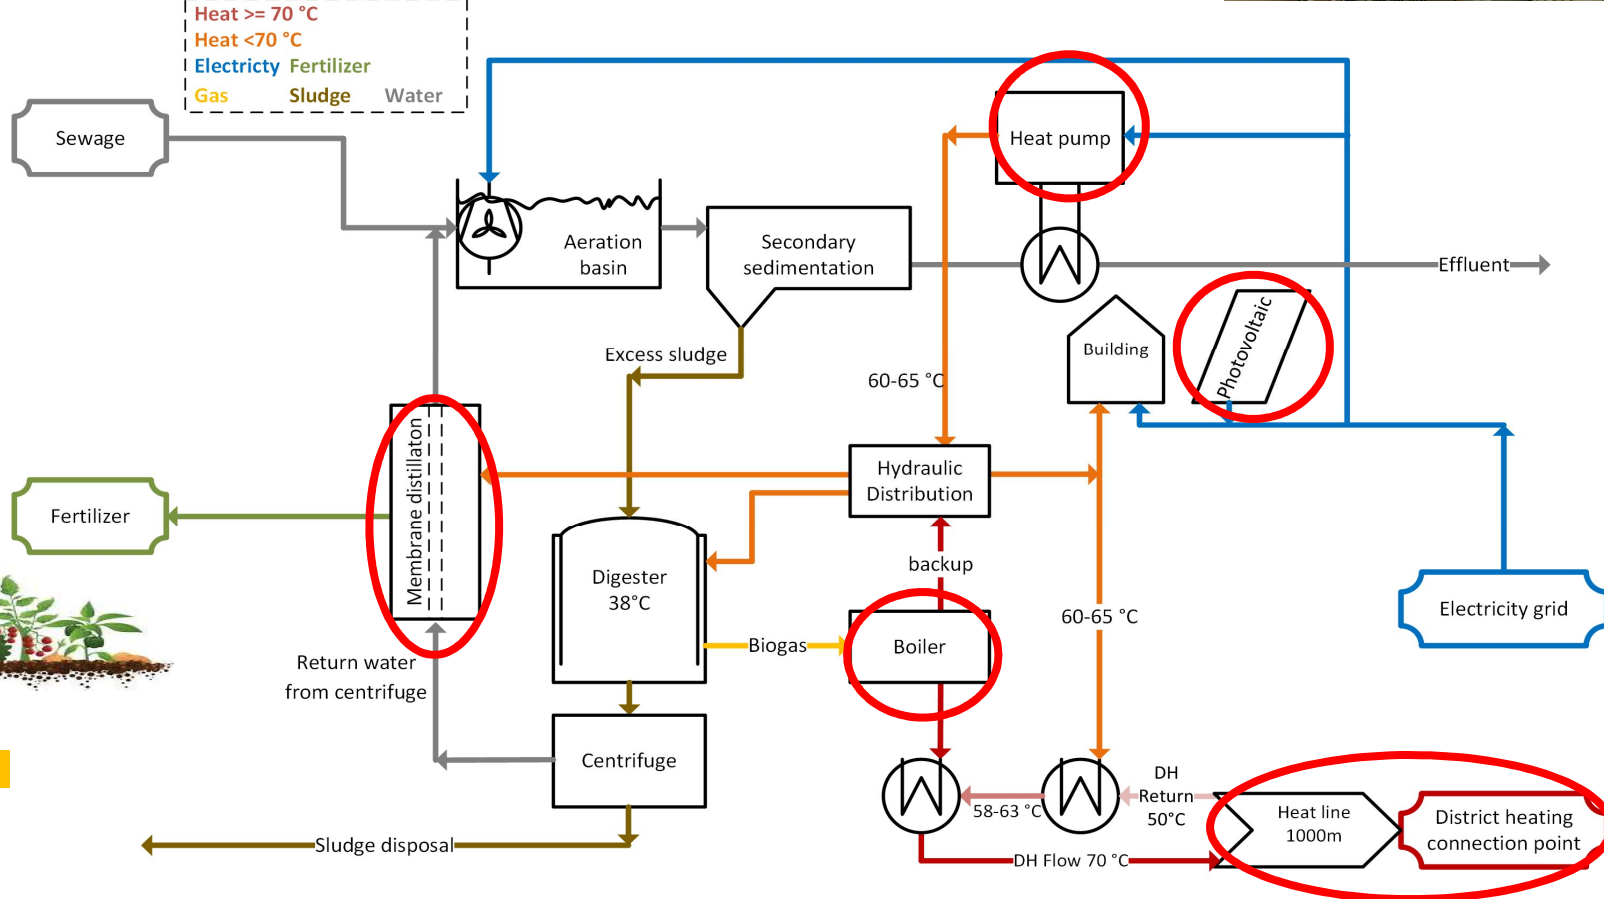 Heat >= 70 °C
Heat <70 °C
Electricty Fertilizer
Gas Sludge Water
Sewage
Heat pump
Aeration
basin
Secondary
sedimentation
Effluent
Building
Photovoltaic
Excess sludge
60-65 °C
Membrane distillaton
Hydraulic
Distribution
Fertilizer
backup
Digester
38°C
60-65 °C
Electricity grid
Biogas
Boiler
Return water
from centrifuge
Centrifuge
DH
Return
50°C
58-63 °C
Heat line
1000m
District heating
connection point
Sludge disposal
DH Flow 70 °C